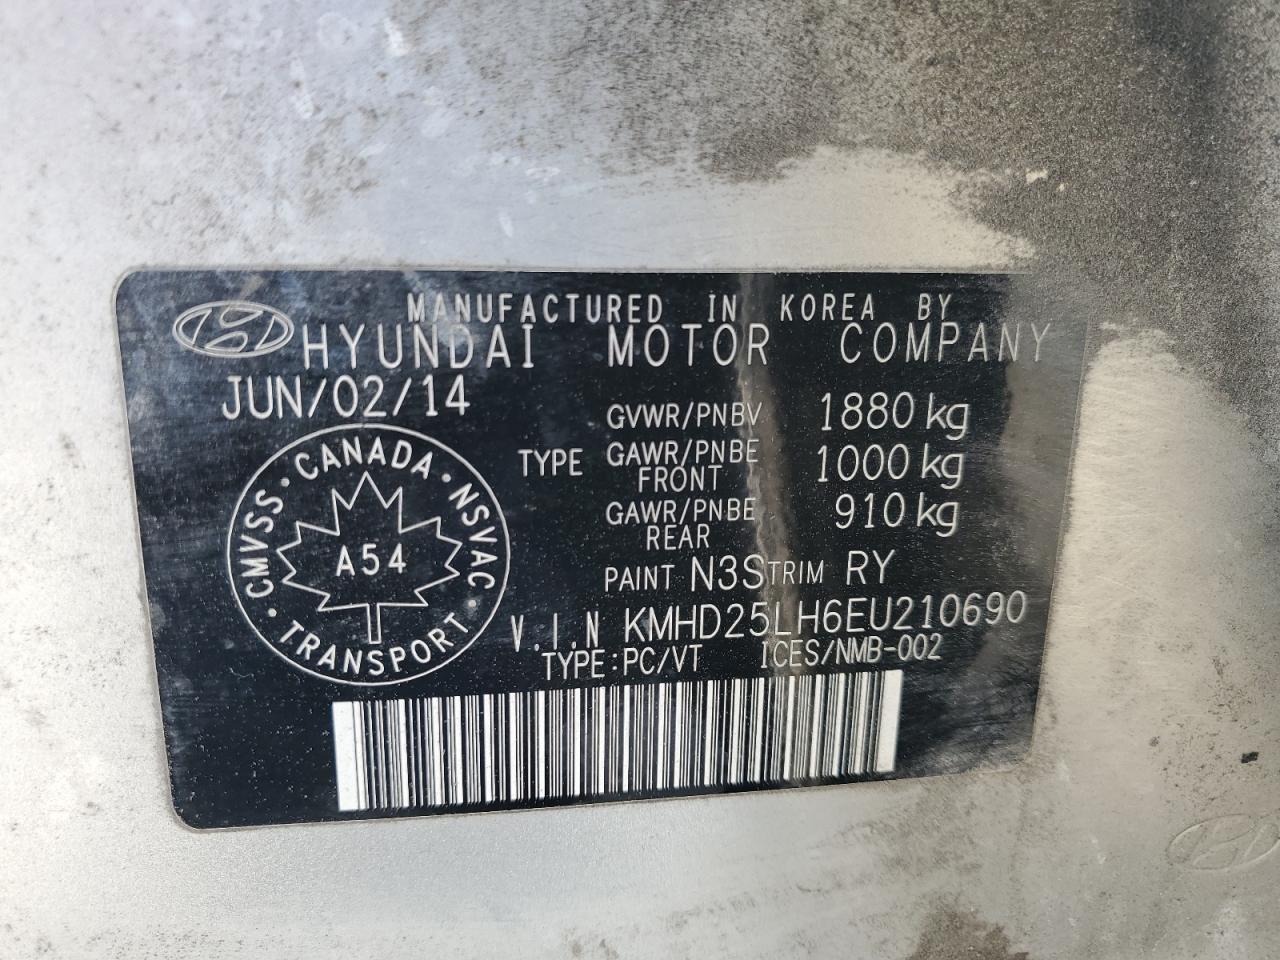 MANUFACTURED IN KOREA BY
HYUNDAI MOTOR COMPANY
JUN/02/14
GVWR/PNBV 1880 kg
TYPE GAWR/PNBE FRONT 1000 kg
GAWR/PNBE REAR 910 kg
PAINT N3S TRIM RY
V.I.N KMHD25LH6EU210690
TYPE:PC/VT ICES/NMB-002
CANADA · NSVAC · TRANSPORT · CMVSS ·
A54